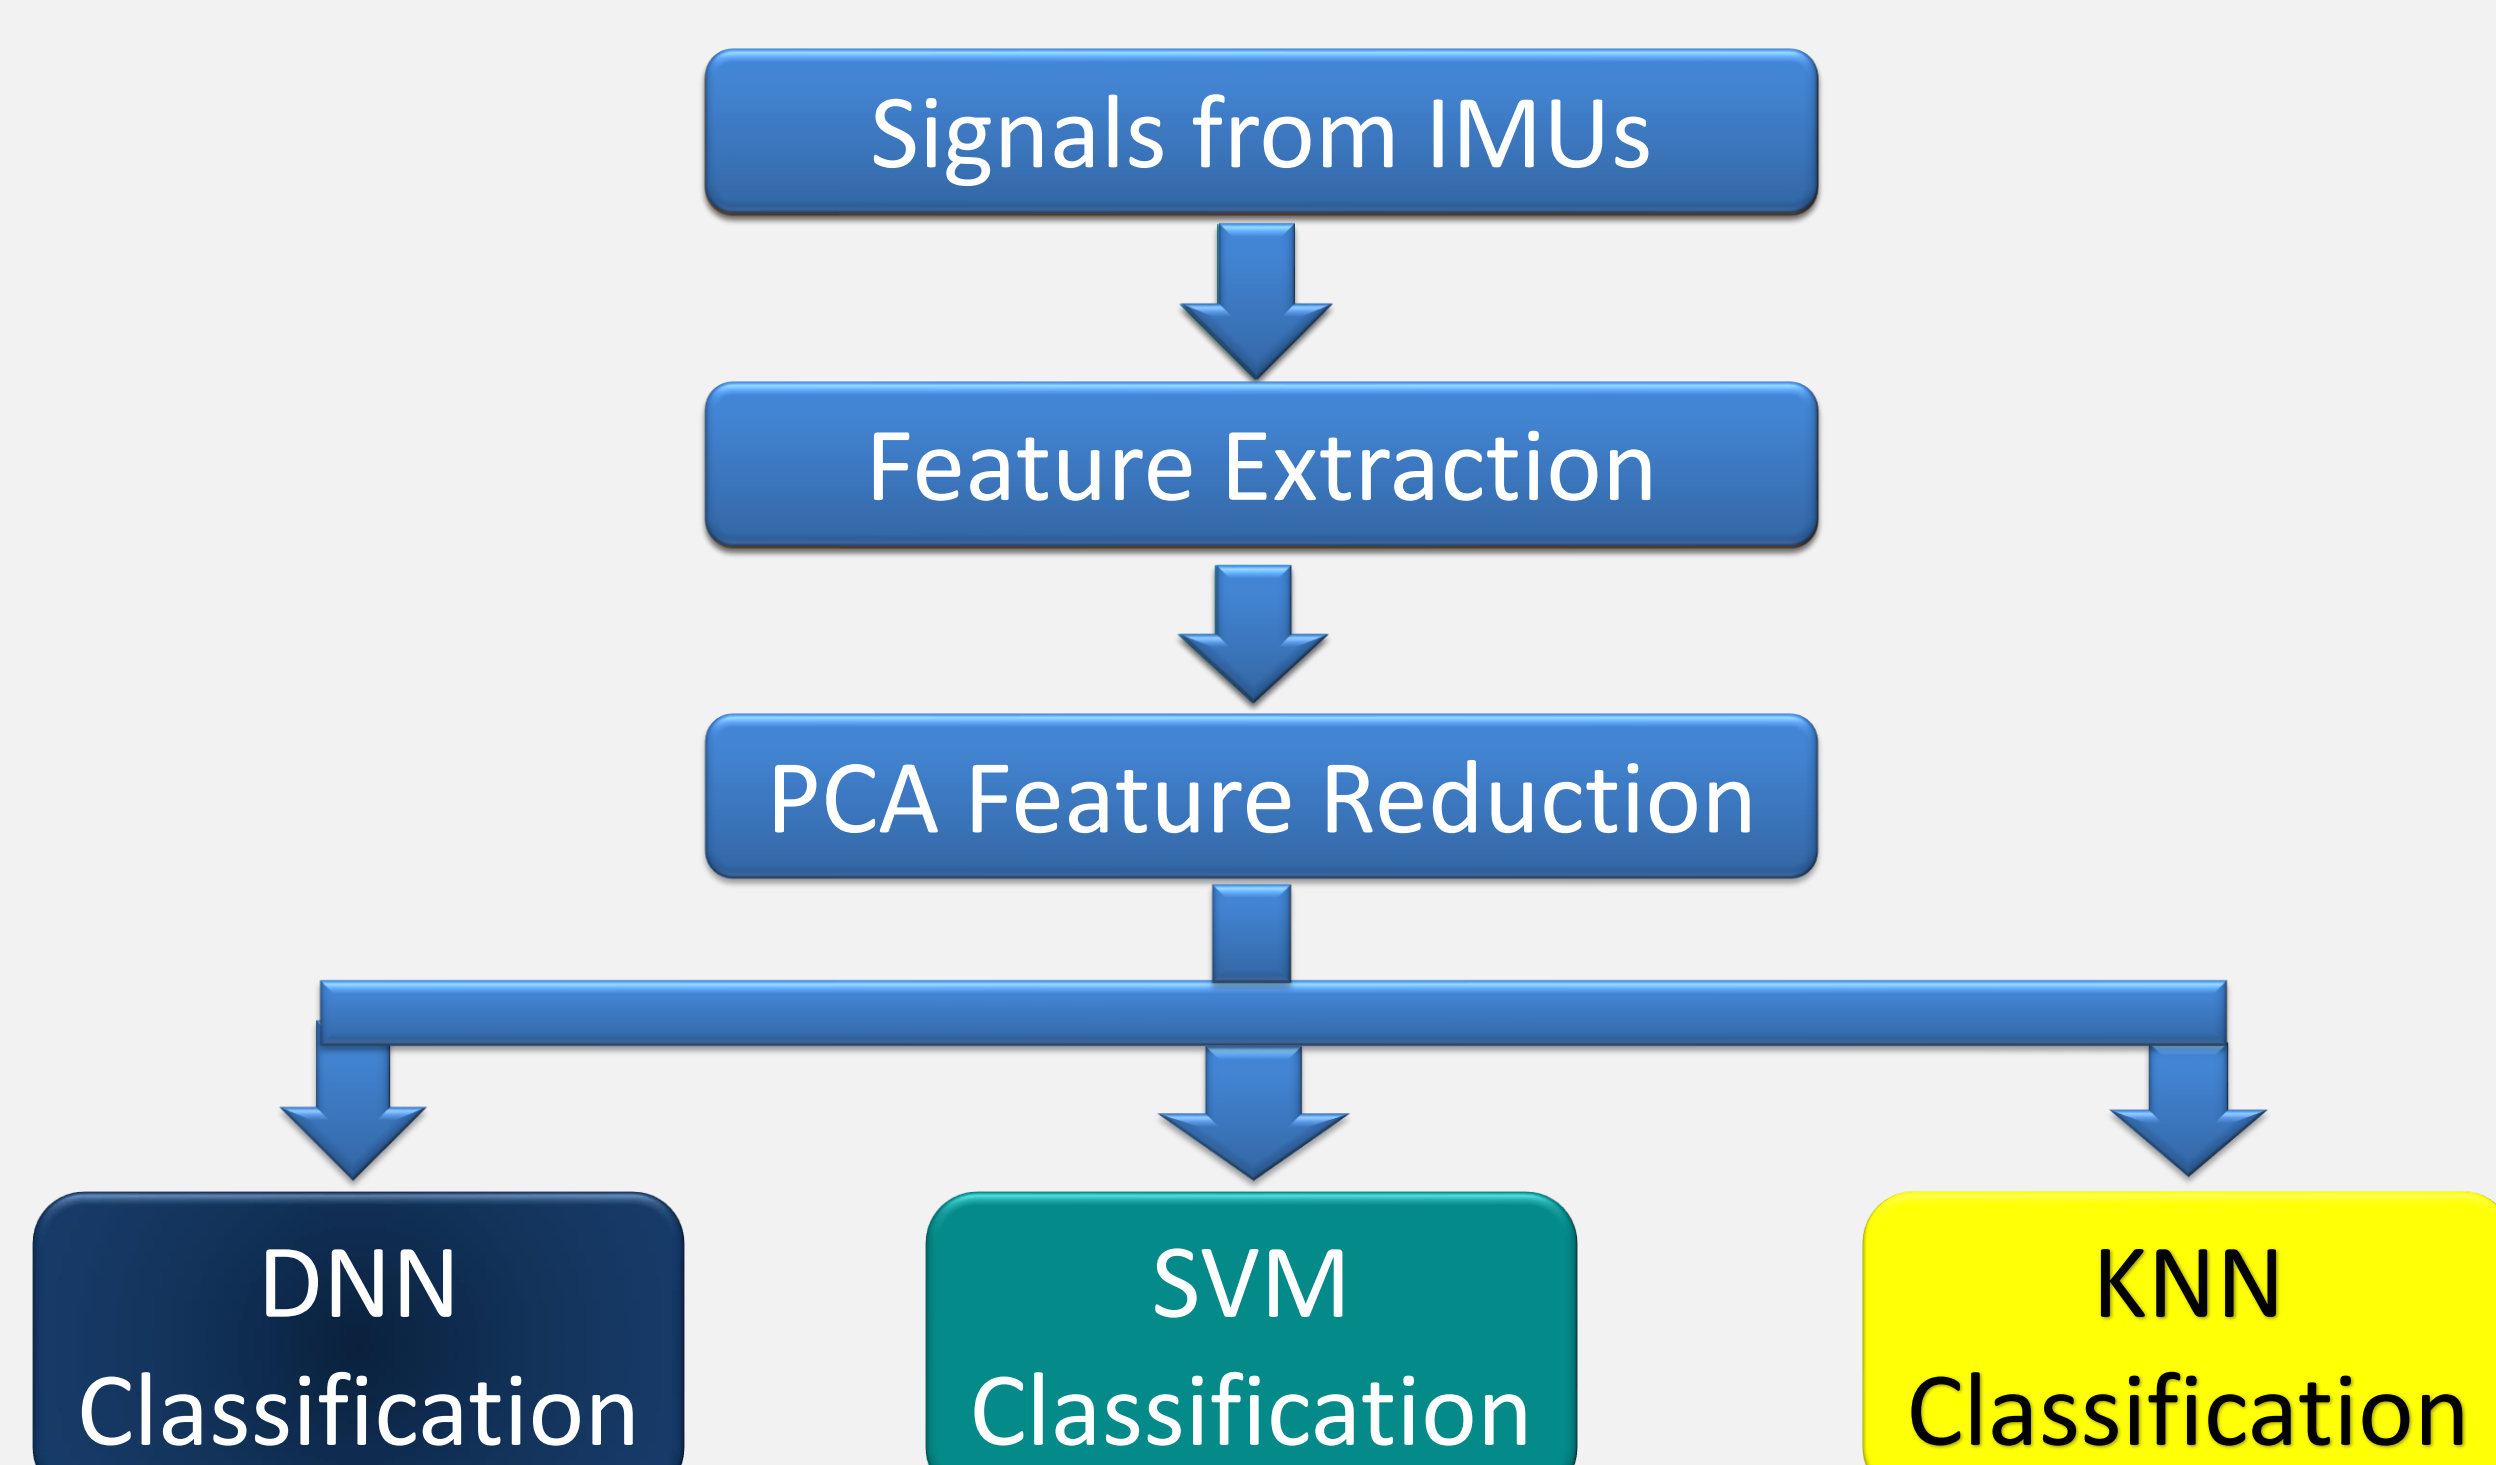 Signals from IMUs
Feature Extraction
PCA Feature Reduction
DNN
Classification
SVM
Classification
KNN
Classification